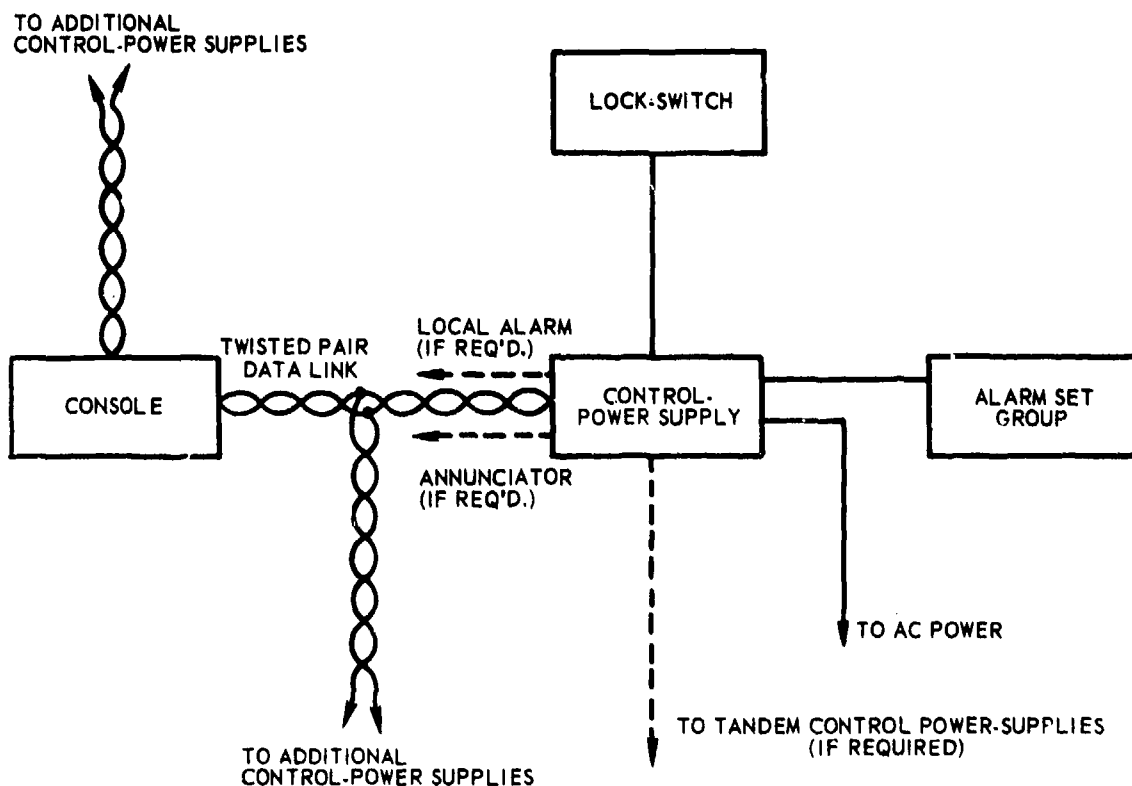 TO ADDITIONAL
CONTROL-POWER SUPPLIES
LOCK-SWITCH
TWISTED PAIR
DATA LINK
LOCAL ALARM
(IF REQ'D.)
CONSOLE
CONTROL-
POWER SUPPLY
ALARM SET
GROUP
ANNUNCIATOR
(IF REQ'D.)
TO AC POWER
TO TANDEM CONTROL POWER-SUPPLIES
(IF REQUIRED)
TO ADDITIONAL
CONTROL-POWER SUPPLIES